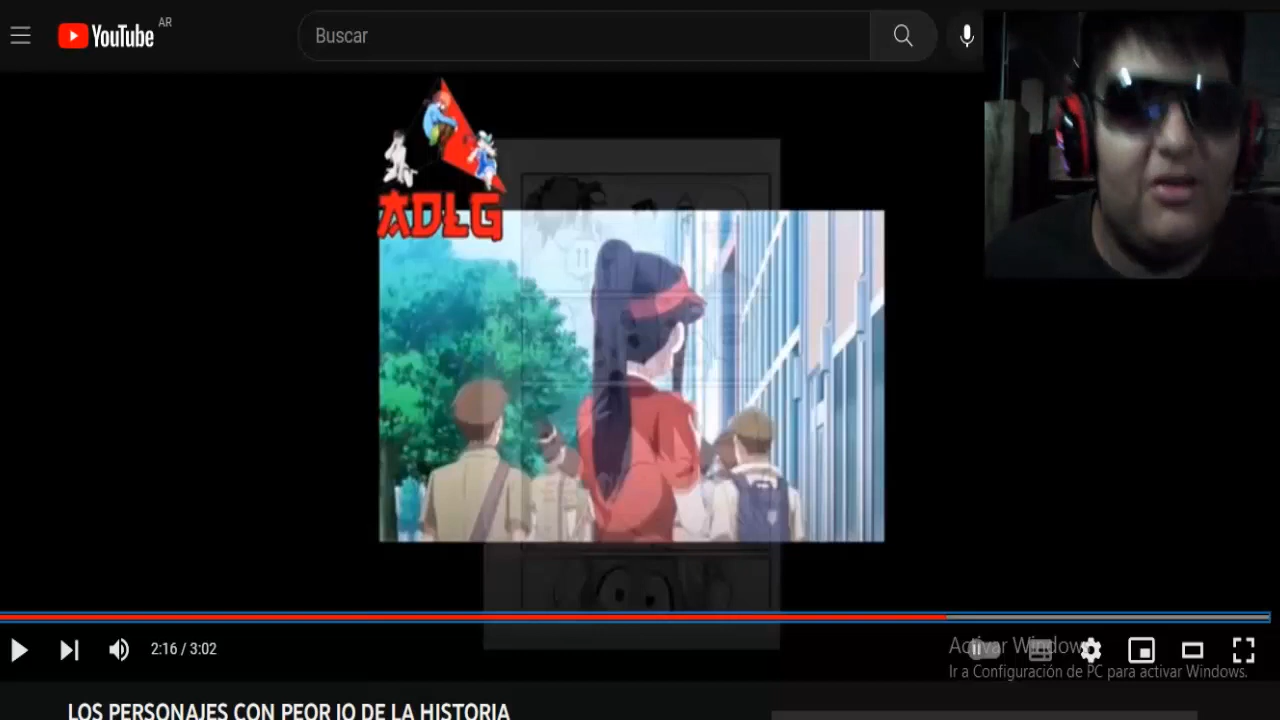 YouTube AR
Buscar
ADLG
2:16 / 3:02
Activar Windows
Ir a Configuración de PC para activar Windows.
LOS PERSONAJES CON PEOR IQ DE LA HISTORIA